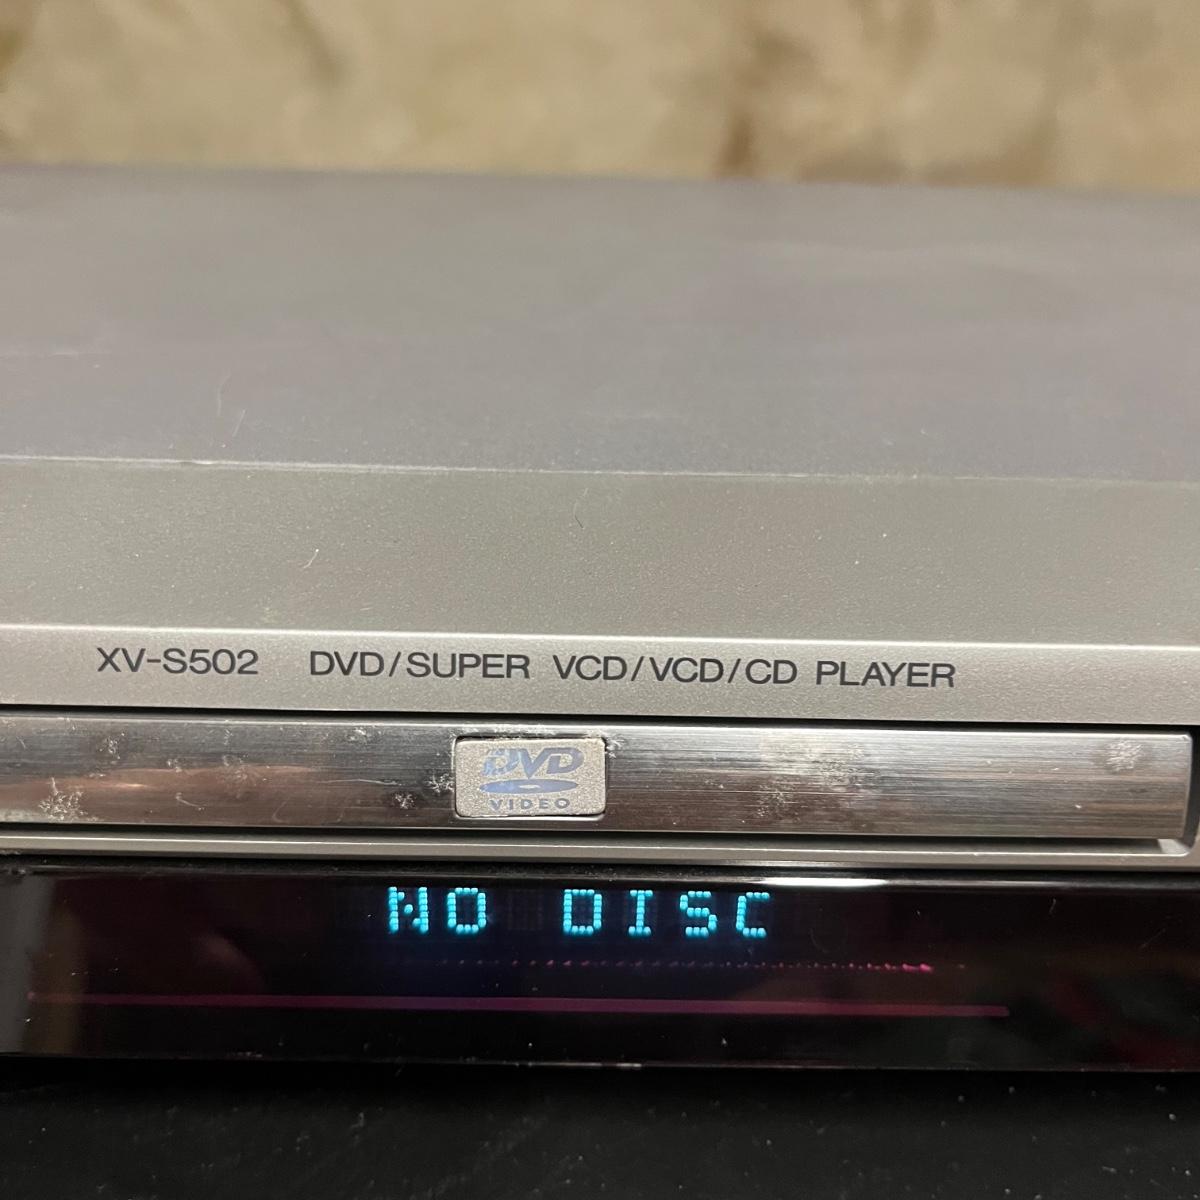 XV-S502 DVD/SUPER VCD/VCD/CD PLAYER
DVD
VIDEO
NO DISC